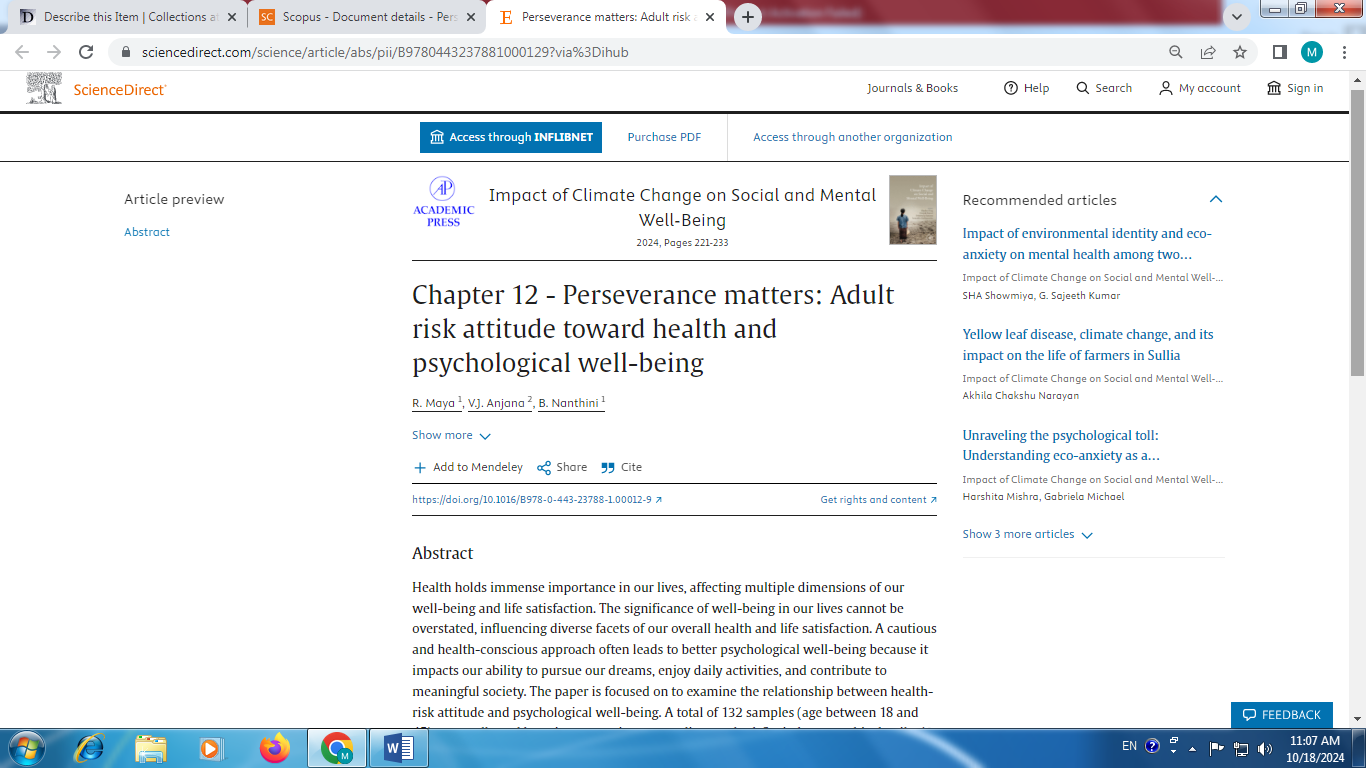 Describe this Item | Collections at
Scopus - Document details - Pers
Perseverance matters: Adult risk a
sciencedirect.com/science/article/abs/pii/B9780443237881000129?via%3Dihub
M
ScienceDirect
Journals & Books
Help
Search
My account
Sign in
Access through INFLIBNET
Purchase PDF
Access through another organization
Article preview
Abstract
AP
ACADEMIC
PRESS
Impact of Climate Change on Social and Mental
Well-Being
2024, Pages 221-233
Chapter 12 - Perseverance matters: Adult
risk attitude toward health and
psychological well-being
R. Maya 1, V.J. Anjana 2, B. Nanthini 1
Show more
Add to Mendeley
Share
Cite
https://doi.org/10.1016/B978-0-443-23788-1.00012-9
Get rights and content
Abstract
Health holds immense importance in our lives, affecting multiple dimensions of our
well-being and life satisfaction. The significance of well-being in our lives cannot be
overstated, influencing diverse facets of our overall health and life satisfaction. A cautious
and health-conscious approach often leads to better psychological well-being because it
impacts our ability to pursue our dreams, enjoy daily activities, and contribute to
meaningful society. The paper is focused on to examine the relationship between health-
risk attitude and psychological well-being. A total of 132 samples (age between 18 and
Recommended articles
Impact of environmental identity and eco-
anxiety on mental health among two…
Impact of Climate Change on Social and Mental Well-…
SHA Showmiya, G. Sajeeth Kumar
Yellow leaf disease, climate change, and its
impact on the life of farmers in Sullia
Impact of Climate Change on Social and Mental Well-…
Akhila Chakshu Narayan
Unraveling the psychological toll:
Understanding eco-anxiety as a…
Impact of Climate Change on Social and Mental Well-…
Harshita Mishra, Gabriela Michael
Show 3 more articles
FEEDBACK
EN
11:07 AM
10/18/2024